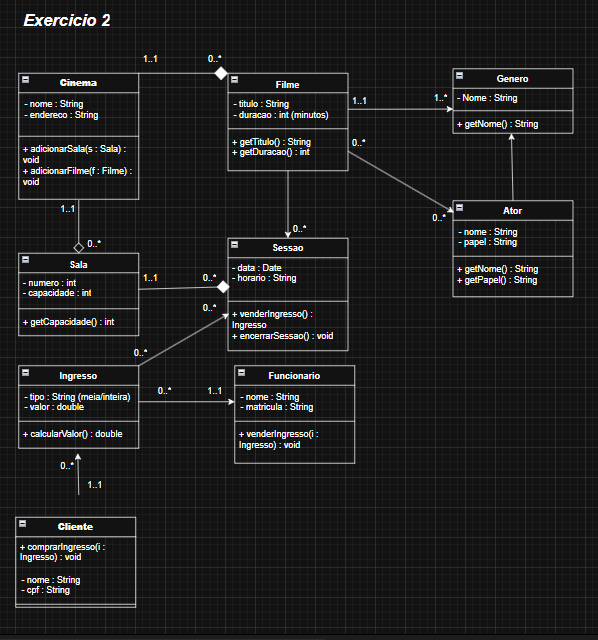 Exercicio 2
1..1
0..*
Cinema
- nome : String
- endereco : String
+ adicionarSala(s : Sala) :
void
+ adicionarFilme(f : Filme) :
void
Filme
- titulo : String
- duracao : int (minutos)
+ getTitulo() : String
+ getDuracao() : int
1..1
1..*
Genero
- Nome : String
+ getNome() : String
0..*
0..*
Ator
- nome : String
- papel : String
+ getNome() : String
+ getPapel() : String
1..1
0..*
0..*
Sala
- numero : int
- capacidade : int
+ getCapacidade() : int
1..1
0..*
0..*
Sessao
- data : Date
- horario : String
+ venderIngresso() :
Ingresso
+ encerrarSessao() : void
0..*
Ingresso
- tipo : String (meia/inteira)
- valor : double
+ calcularValor() : double
0..*
1..1
Funcionario
- nome : String
- matricula : String
+ venderIngresso(i :
Ingresso) : void
0..*
1..1
Cliente
+ comprarIngresso(i :
Ingresso) : void
- nome : String
- cpf : String